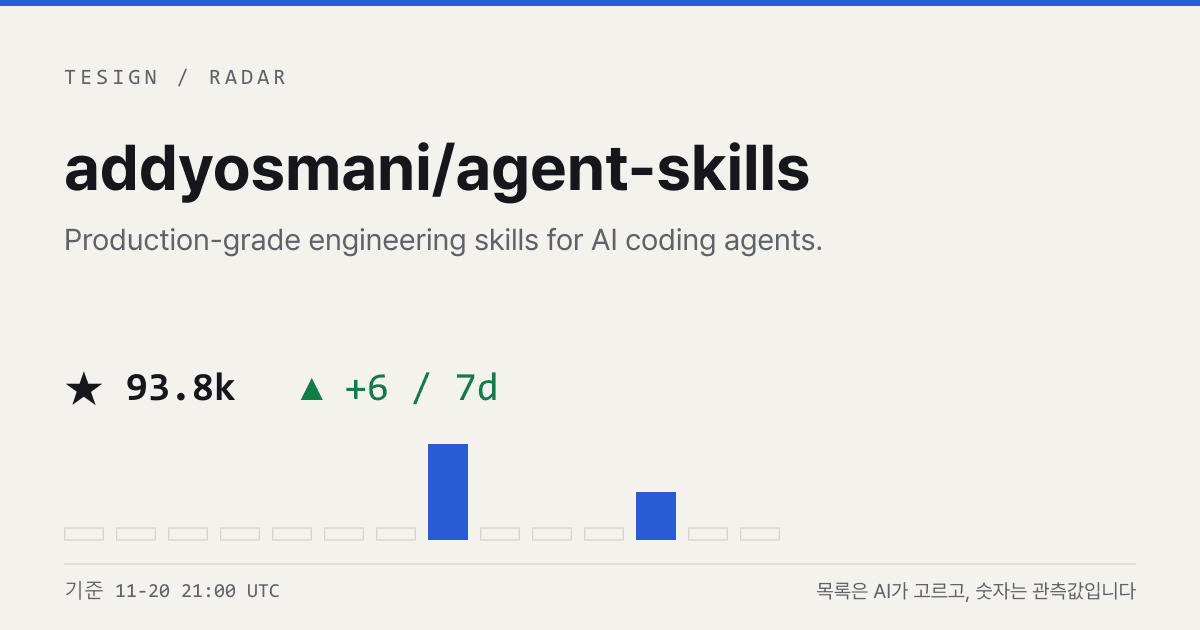 TESIGN / RADAR
addyosmani/agent-skills
Production-grade engineering skills for AI coding agents.
★ 93.8k ▲ +6 / 7d
기준 11-20 21:00 UTC
목록은 AI가 고르고, 숫자는 관측값입니다